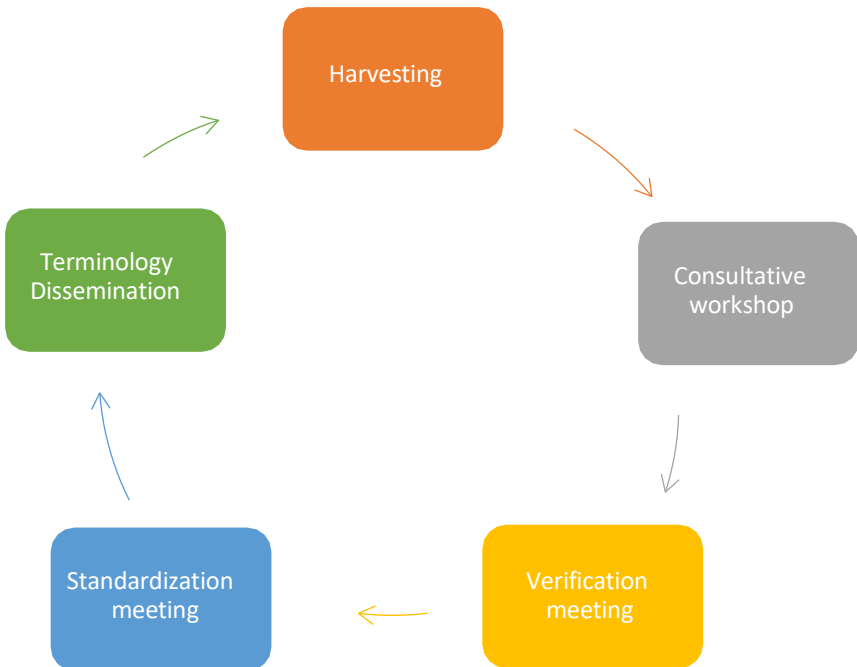 Harvesting
Consultative
workshop
Verification
meeting
Standardization
meeting
Terminology
Dissemination